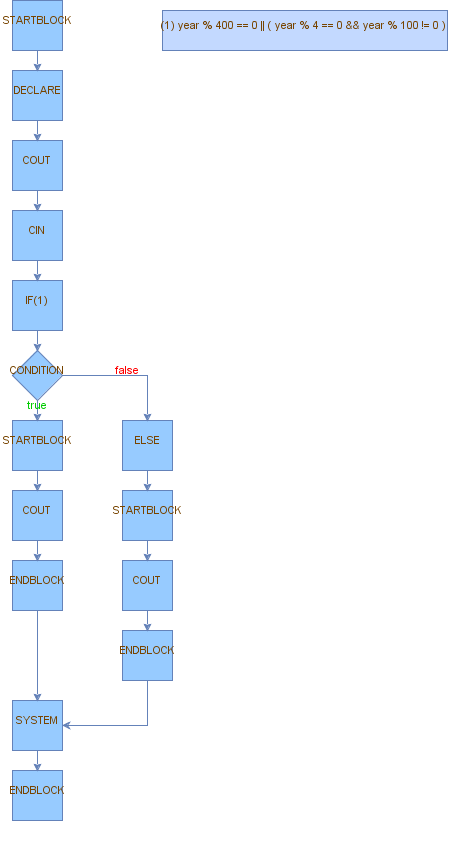 STARTBLOCK
(1) year % 400 == 0 || ( year % 4 == 0 && year % 100 != 0 )
DECLARE
COUT
CIN
IF(1)
CONDITION
false
true
STARTBLOCK
ELSE
COUT
STARTBLOCK
ENDBLOCK
COUT
ENDBLOCK
SYSTEM
ENDBLOCK